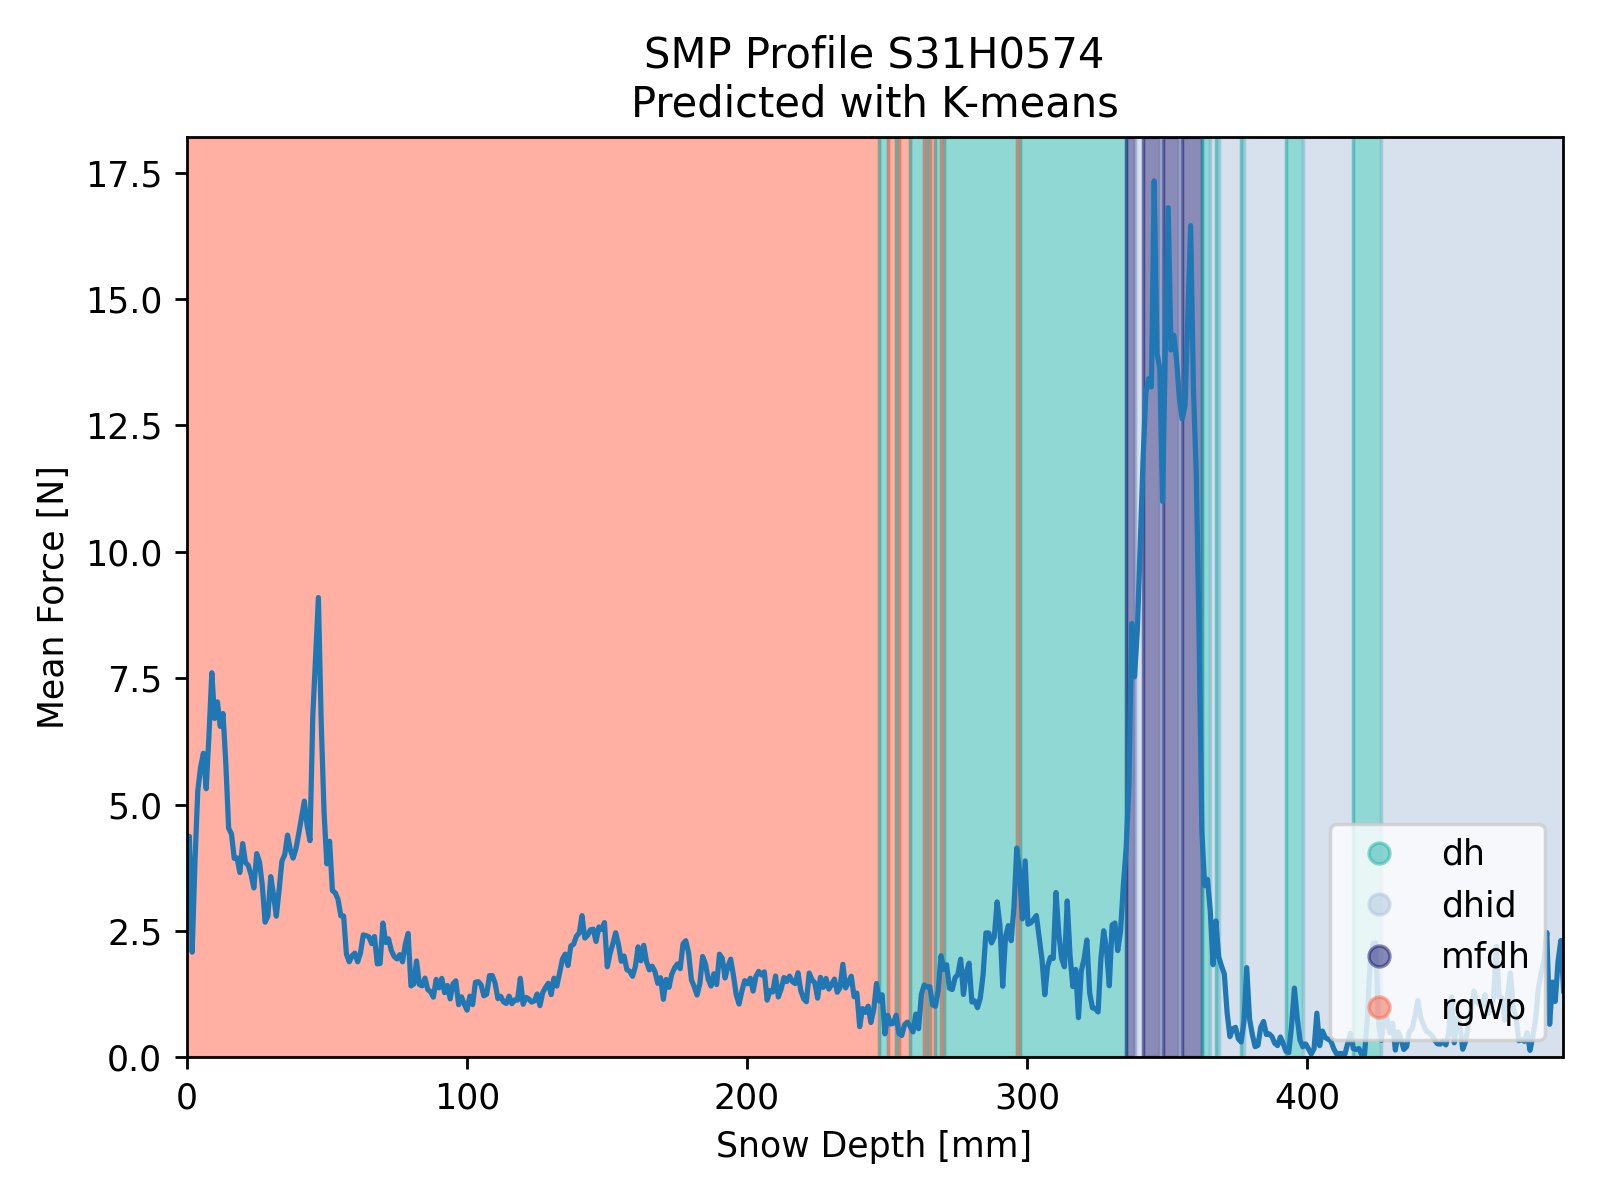 SMP Profile S31H0574
Predicted with K-means
17.5
15.0
12.5
10.0
7.5
5.0
2.5
0.0
Mean Force [N]
dh
dhid
mfdh
rgwp
0
100
200
300
400
Snow Depth [mm]